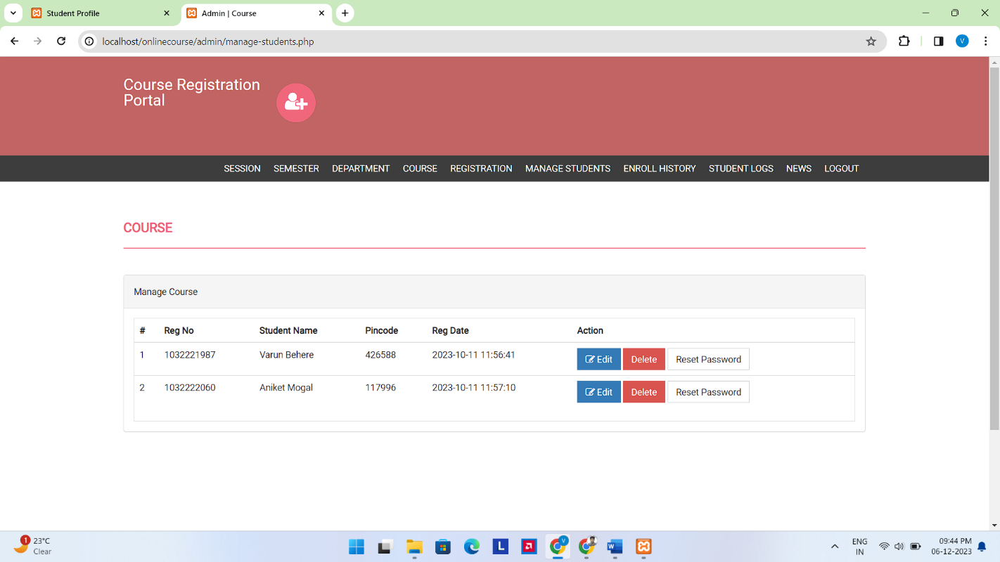 Student Profile
Admin | Course
localhost/onlinecourse/admin/manage-students.php
V
Course Registration
Portal
SESSION SEMESTER DEPARTMENT COURSE REGISTRATION MANAGE STUDENTS ENROLL HISTORY STUDENT LOGS NEWS LOGOUT
COURSE
Manage Course
# Reg No Student Name Pincode Reg Date Action
1 1032221987 Varun Behere 426588 2023-10-11 11:56:41 Edit Delete Reset Password
2 1032222060 Aniket Mogal 117996 2023-10-11 11:57:10 Edit Delete Reset Password
1
23°C
Clear
L
V
W
ENG
IN
09:44 PM
06-12-2023